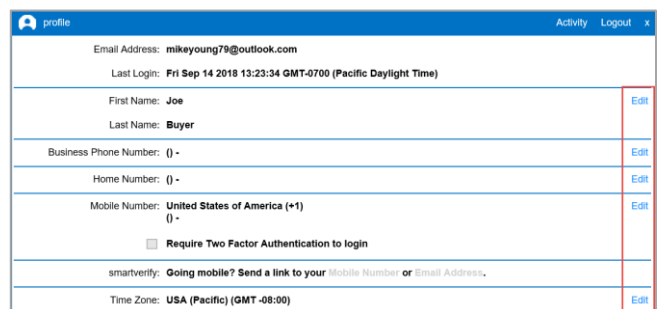 profile Activity Logout x
Email Address: mikeyoung79@outlook.com
Last Login: Fri Sep 14 2018 13:23:34 GMT-0700 (Pacific Daylight Time)
First Name: Joe Edit
Last Name: Buyer
Business Phone Number: () - Edit
Home Number: () - Edit
Mobile Number: United States of America (+1) Edit
() -
Require Two Factor Authentication to login
smartverify: Going mobile? Send a link to your Mobile Number or Email Address.
Time Zone: USA (Pacific) (GMT -08:00) Edit